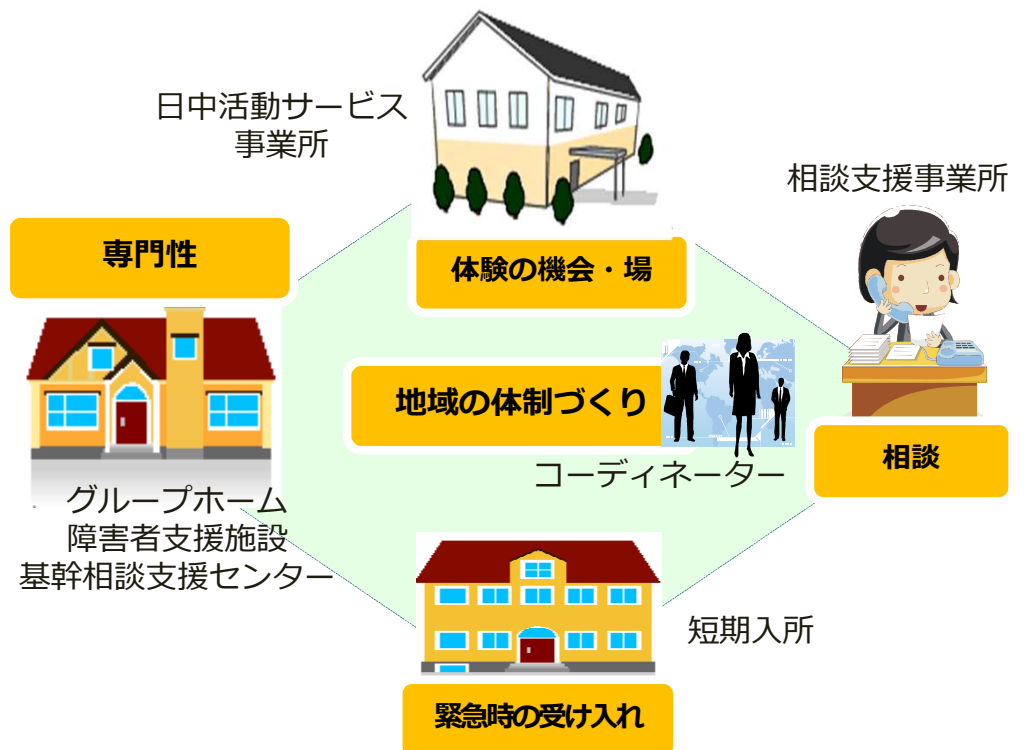 日中活動サービス
事業所
体験の機会・場
相談支援事業所
相談
専門性
グループホーム
障害者支援施設
基幹相談支援センター
地域の体制づくり
コーディネーター
短期入所
緊急時の受け入れ